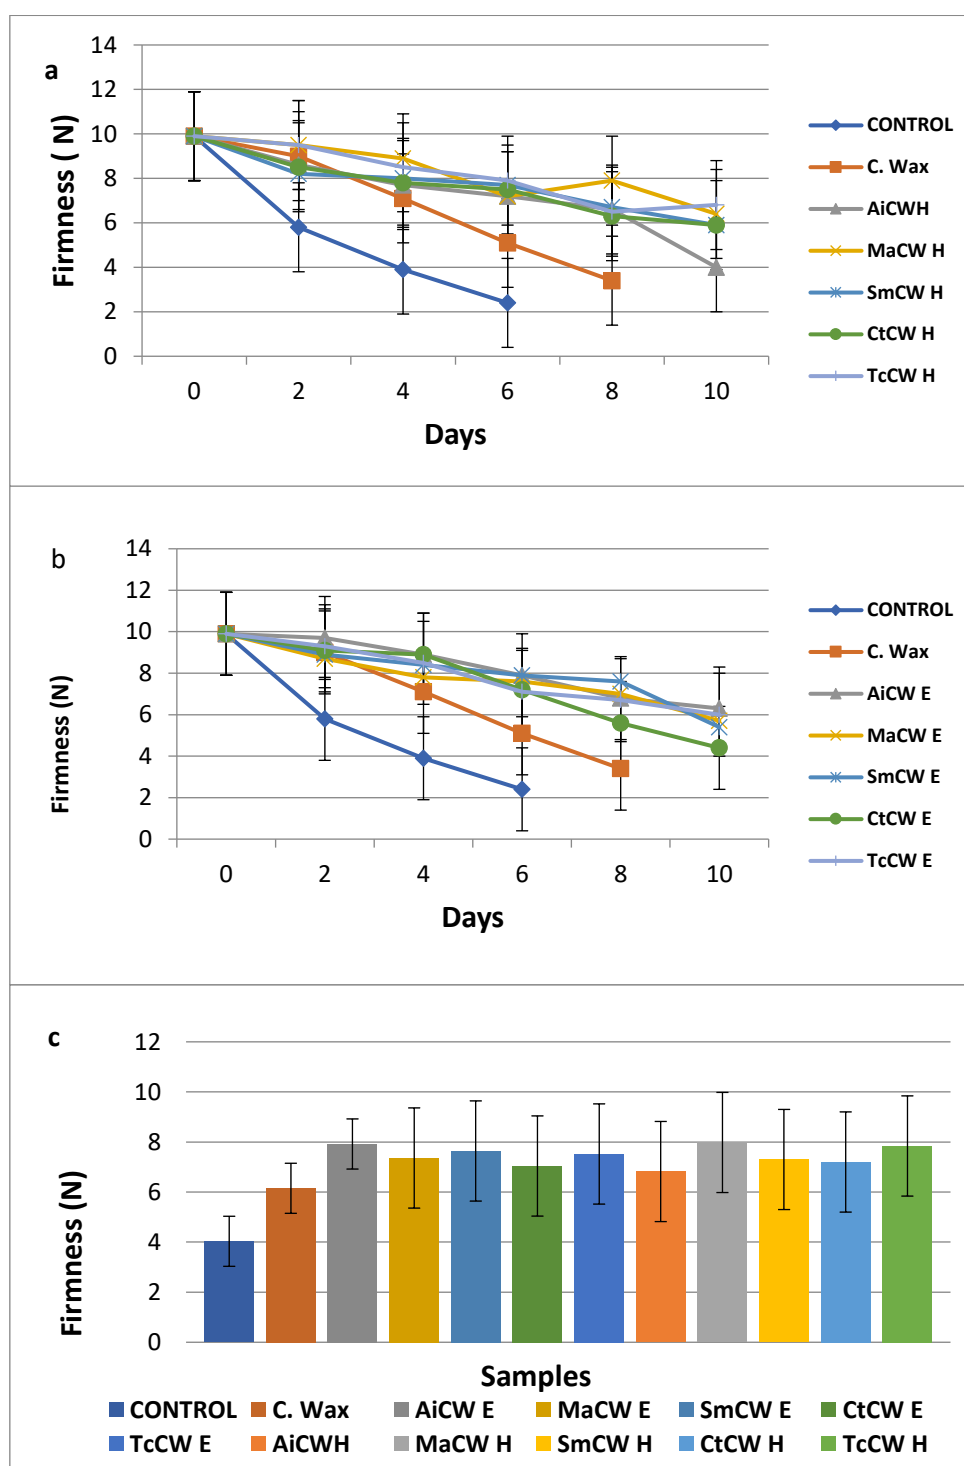 a
14
12
10
8
6
4
2
0
Firmness ( N)
0 2 4 6 8 10
Days
CONTROL
C. Wax
AiCWH
MaCW H
SmCW H
CtCW H
TcCW H
b
14
12
10
8
6
4
2
0
Firmness (N)
0 2 4 6 8 10
Days
CONTROL
C. Wax
AiCW E
MaCW E
SmCW E
CtCW E
TcCW E
c
12
10
8
6
4
2
0
Firmness (N)
Samples
CONTROL C. Wax AiCW E MaCW E SmCW E CtCW E
TcCW E AiCWH MaCW H SmCW H CtCW H TcCW H